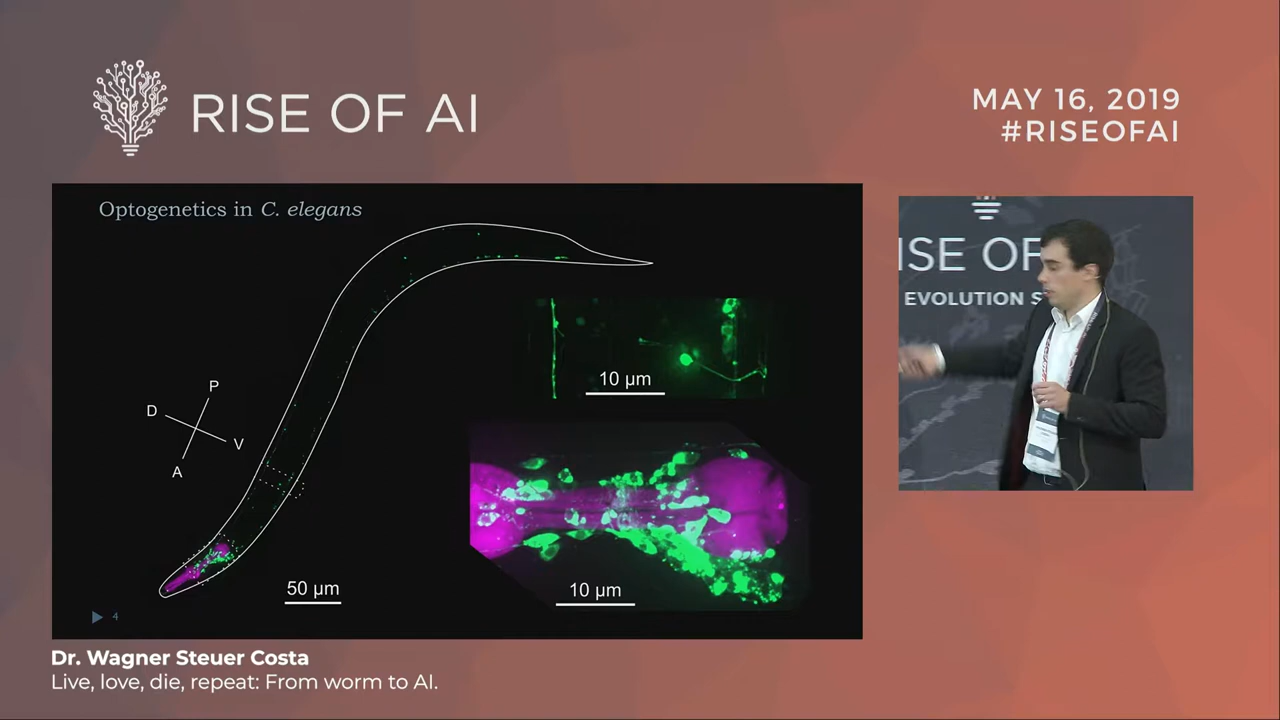 RISE OF AI
MAY 16, 2019
#RISEOFAI
Optogenetics in C. elegans
10 µm
P
D
V
A
50 µm
10 µm
4
ISE OF
EVOLUTION S
Dr. Wagner Steuer Costa
Live, love, die, repeat: From worm to AI.